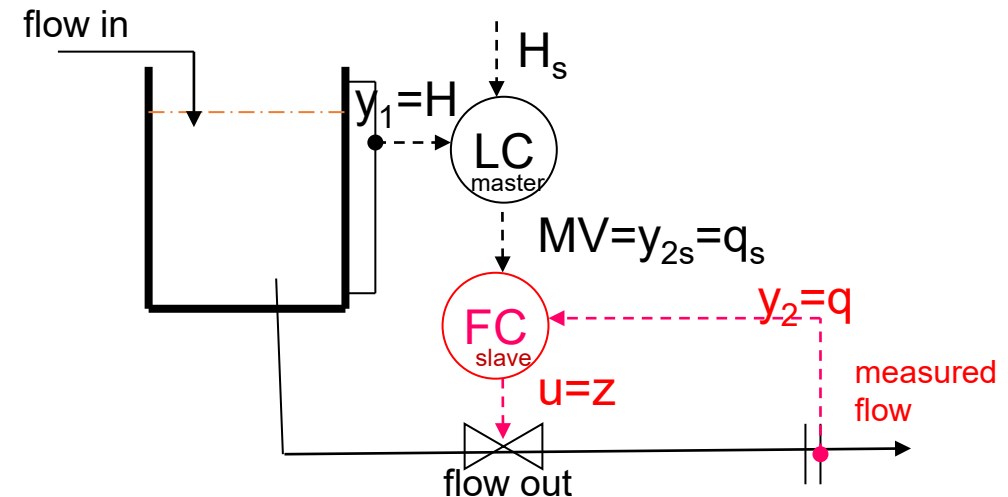 flow in
Hₛ
y₁=H
LC
master
MV=y₂ₛ=qₛ
y₂=q
FC
slave
u=z
measured
flow
flow out